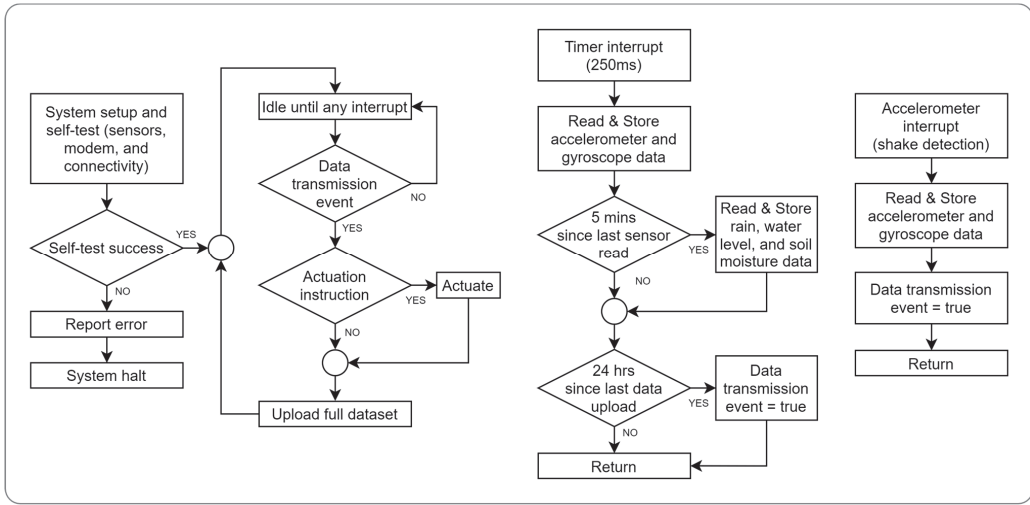 System setup and
self-test (sensors,
modem, and
connectivity)
Self-test success
YES
NO
Report error
System halt
Idle until any interrupt
Data
transmission
event
NO
YES
Actuation
instruction
YES
Actuate
NO
Upload full dataset
Timer interrupt
(250ms)
Read & Store
accelerometer and
gyroscope data
5 mins
since last sensor
read
YES
Read & Store
rain, water
level, and soil
moisture data
NO
24 hrs
since last data
upload
YES
Data
transmission
event = true
NO
Return
Accelerometer
interrupt
(shake detection)
Read & Store
accelerometer and
gyroscope data
Data transmission
event = true
Return